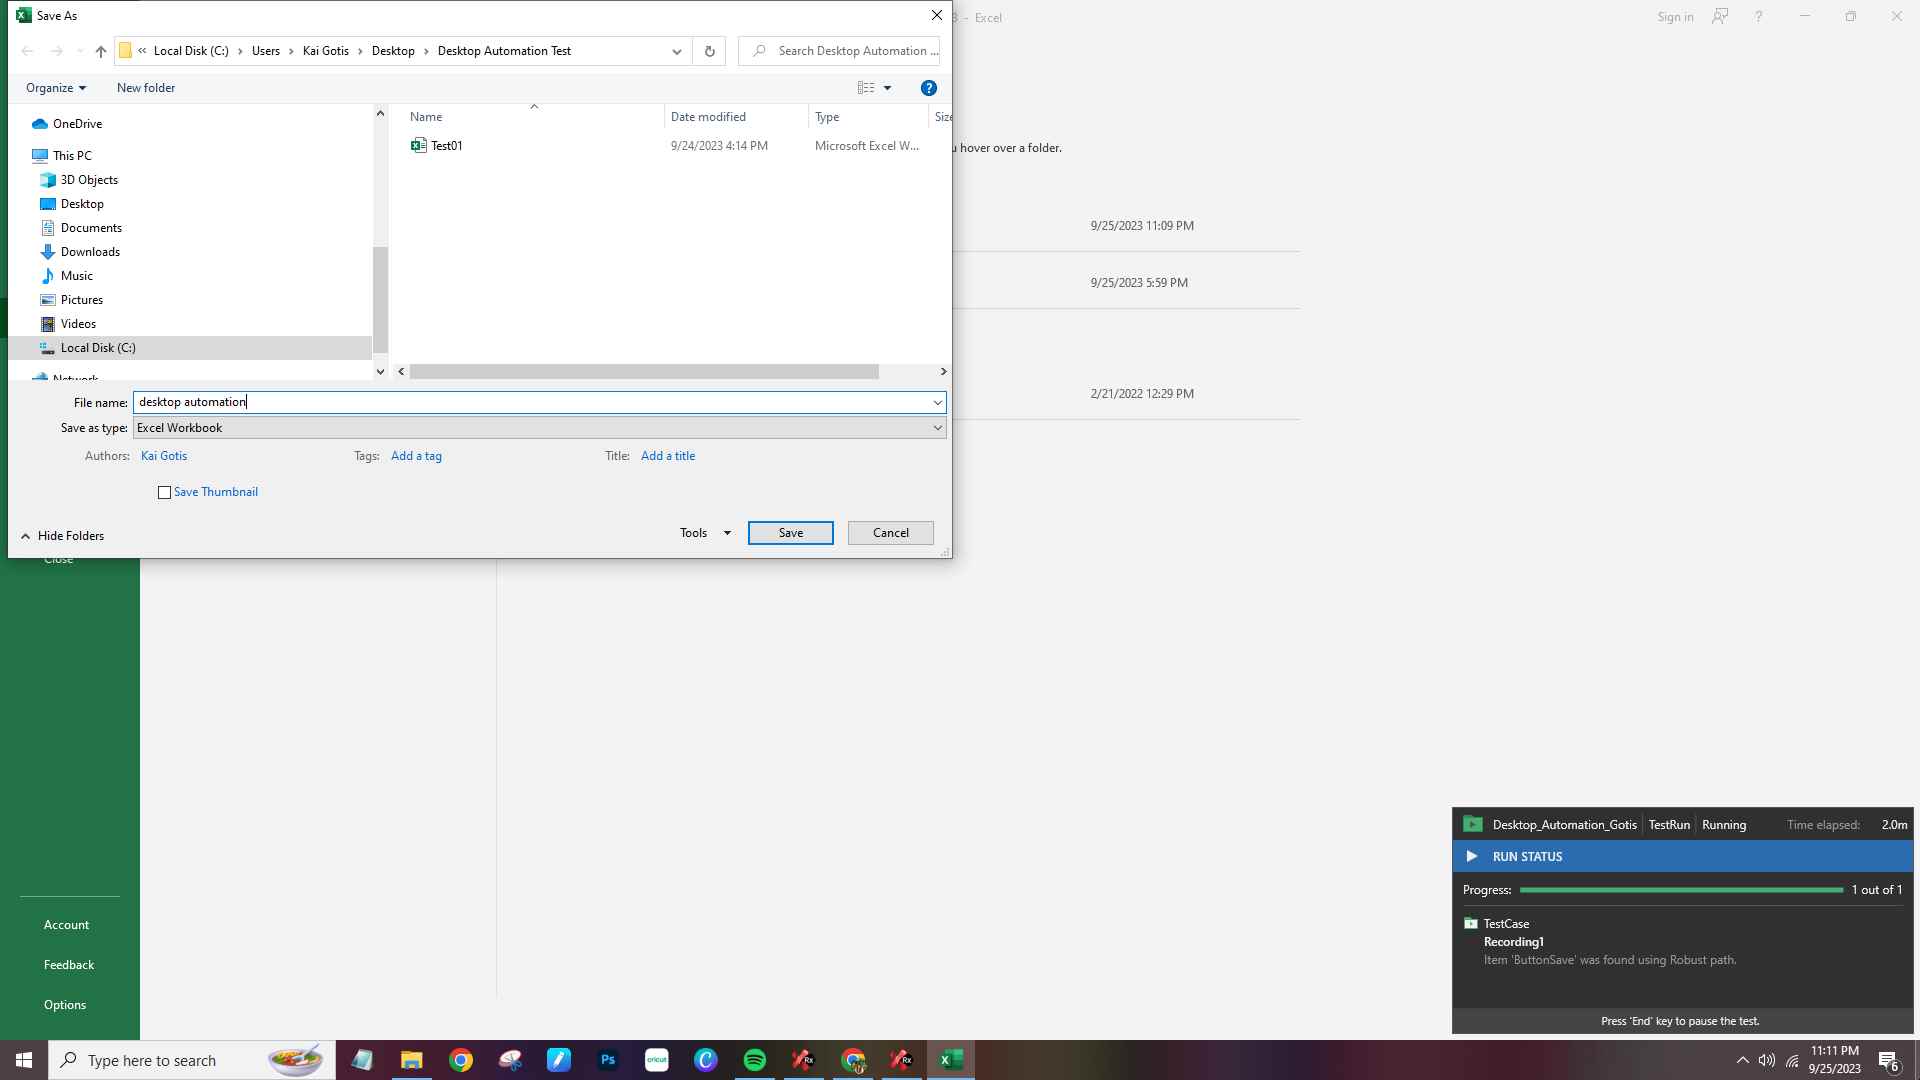 Save As
3 - Excel
Sign in
?
« Local Disk (C:) > Users > Kai Gotis > Desktop > Desktop Automation Test
Search Desktop Automation ...
Organize
New folder
?
OneDrive
This PC
3D Objects
Desktop
Documents
Downloads
Music
Pictures
Videos
Local Disk (C:)
Network
Name
Date modified
Type
Size
Test01
9/24/2023 4:14 PM
Microsoft Excel W...
u hover over a folder.
9/25/2023 11:09 PM
9/25/2023 5:59 PM
2/21/2022 12:29 PM
File name: desktop automation
Save as type: Excel Workbook
Authors: Kai Gotis
Tags: Add a tag
Title: Add a title
Save Thumbnail
Hide Folders
Tools
Save
Cancel
Close
Account
Feedback
Options
Desktop_Automation_Gotis
TestRun
Running
Time elapsed: 2.0m
RUN STATUS
Progress: 1 out of 1
TestCase
Recording1
Item 'ButtonSave' was found using Robust path.
Press 'End' key to pause the test.
Type here to search
Ps
cricut
Rx
Rx
11:11 PM
9/25/2023
6